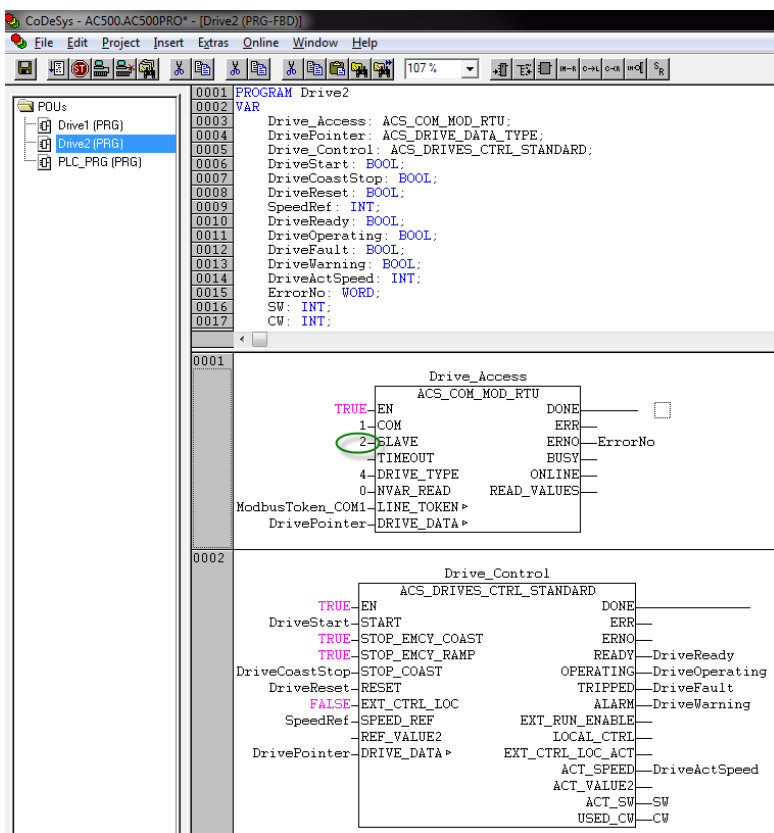 CoDeSys - AC500.AC500PRO* - [Drive2 (PRG-FBD)]
File Edit Project Insert Extras Online Window Help
107 %
POUs
Drive1 (PRG)
Drive2 (PRG)
PLC_PRG (PRG)
0001 PROGRAM Drive2
0002 VAR
0003 Drive_Access: ACS_COM_MOD_RTU;
0004 DrivePointer: ACS_DRIVE_DATA_TYPE;
0005 Drive_Control: ACS_DRIVES_CTRL_STANDARD;
0006 DriveStart: BOOL;
0007 DriveCoastStop: BOOL;
0008 DriveReset: BOOL;
0009 SpeedRef: INT;
0010 DriveReady: BOOL;
0011 DriveOperating: BOOL;
0012 DriveFault: BOOL;
0013 DriveWarning: BOOL;
0014 DriveActSpeed: INT;
0015 ErrorNo: WORD;
0016 SW: INT;
0017 CW: INT;
0001
Drive_Access
ACS_COM_MOD_RTU
TRUE EN DONE
1 COM ERR
2 SLAVE ERNO ErrorNo
TIMEOUT BUSY
4 DRIVE_TYPE ONLINE
0 NVAR_READ READ_VALUES
ModbusToken_COM1 LINE_TOKEN
DrivePointer DRIVE_DATA
0002
Drive_Control
ACS_DRIVES_CTRL_STANDARD
TRUE EN DONE
DriveStart START ERR
TRUE STOP_EMCY_COAST ERNO
TRUE STOP_EMCY_RAMP READY DriveReady
DriveCoastStop STOP_COAST OPERATING DriveOperating
DriveReset RESET TRIPPED DriveFault
FALSE EXT_CTRL_LOC ALARM DriveWarning
SpeedRef SPEED_REF EXT_RUN_ENABLE
REF_VALUE2 LOCAL_CTRL
DrivePointer DRIVE_DATA EXT_CTRL_LOC_ACT
ACT_SPEED DriveActSpeed
ACT_VALUE2
ACT_SW SW
USED_CW CW